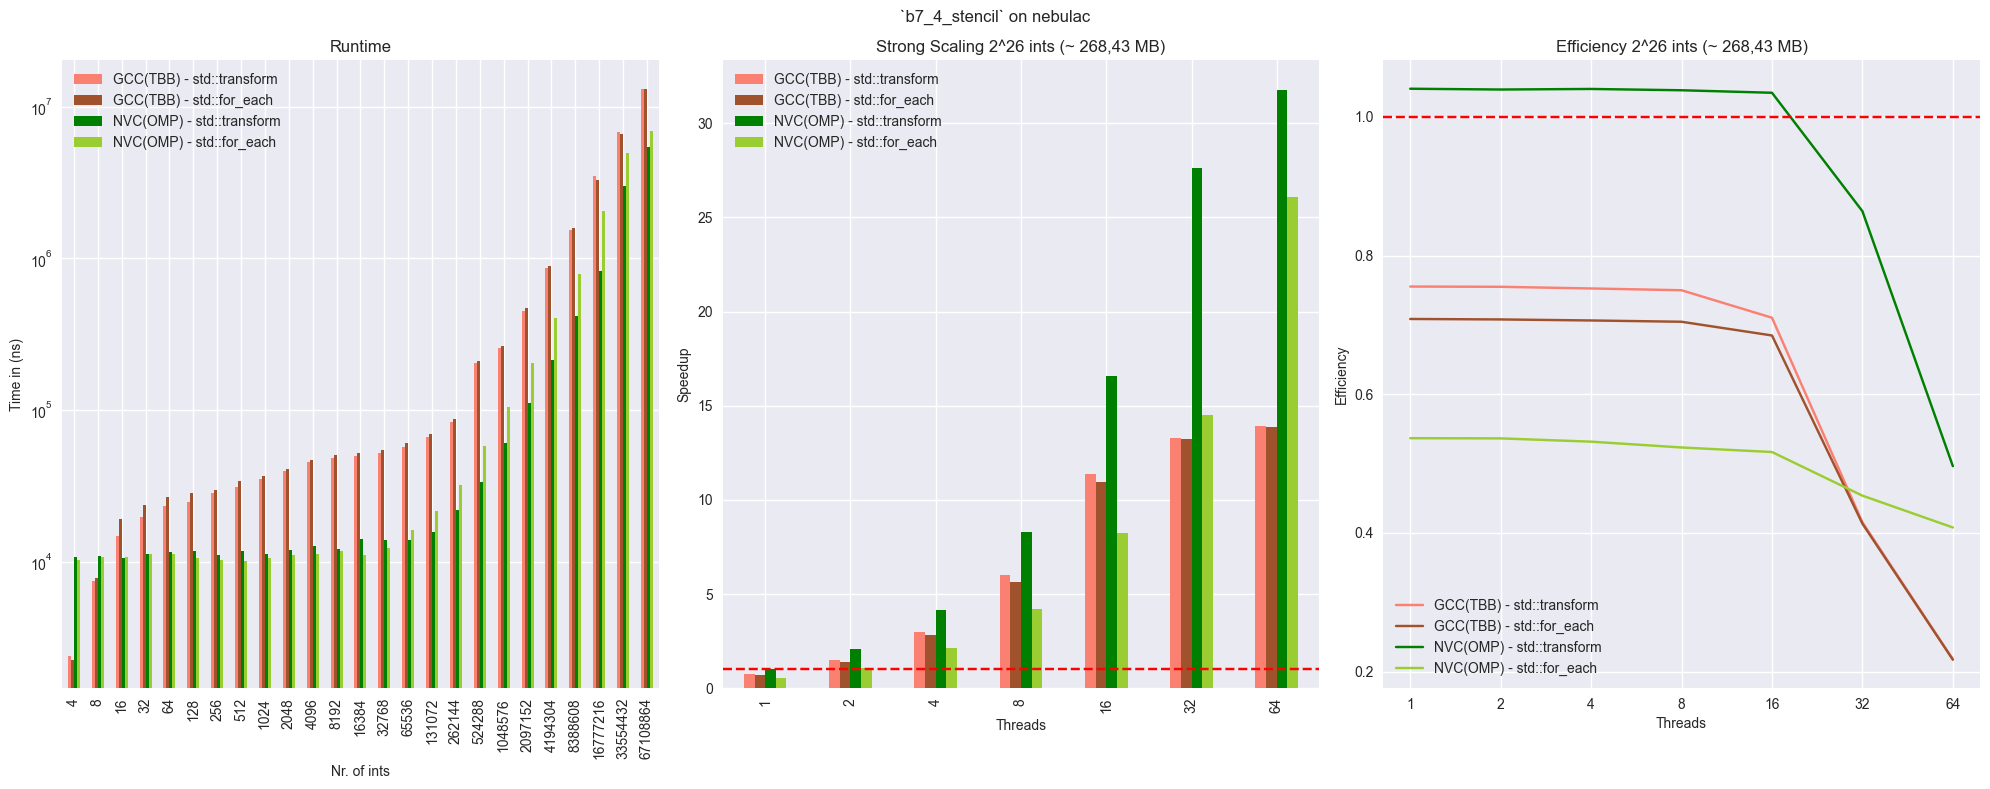 `b7_4_stencil` on nebulac
Runtime
GCC(TBB) - std::transform
GCC(TBB) - std::for_each
NVC(OMP) - std::transform
NVC(OMP) - std::for_each
Time in (ns)
10^7
10^6
10^5
10^4
4
8
16
32
64
128
256
512
1024
2048
4096
8192
16384
32768
65536
131072
262144
524288
1048576
2097152
4194304
8388608
16777216
33554432
67108864
Nr. of ints
Strong Scaling 2^26 ints (~ 268,43 MB)
GCC(TBB) - std::transform
GCC(TBB) - std::for_each
NVC(OMP) - std::transform
NVC(OMP) - std::for_each
Speedup
30
25
20
15
10
5
0
1
2
4
8
16
32
64
Threads
Efficiency 2^26 ints (~ 268,43 MB)
Efficiency
1.0
0.8
0.6
0.4
0.2
GCC(TBB) - std::transform
GCC(TBB) - std::for_each
NVC(OMP) - std::transform
NVC(OMP) - std::for_each
1
2
4
8
16
32
64
Threads